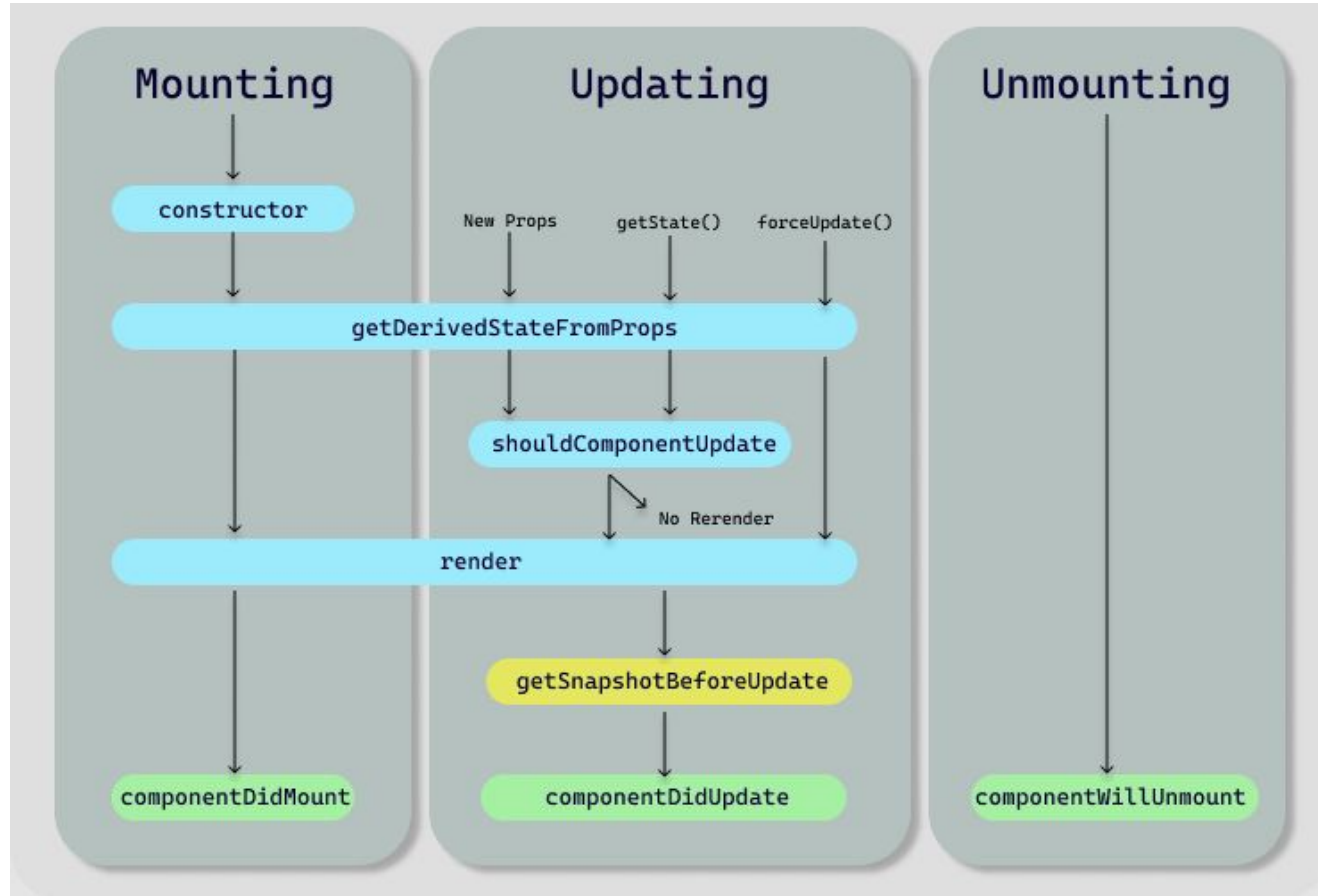 Mounting
Updating
Unmounting
constructor
New Props
getState()
forceUpdate()
getDerivedStateFromProps
shouldComponentUpdate
No Rerender
render
getSnapshotBeforeUpdate
componentDidMount
componentDidUpdate
componentWillUnmount